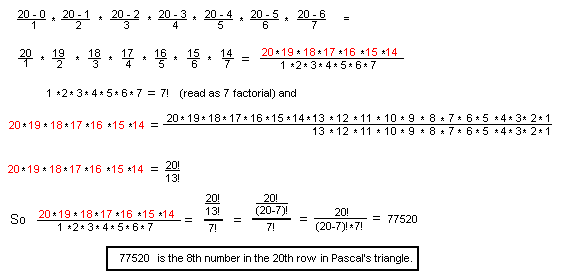 20 - 0/1 * 20 - 1/2 * 20 - 2/3 * 20 - 3/4 * 20 - 4/5 * 20 - 5/6 * 20 - 6/7 =
20/1 * 19/2 * 18/3 * 17/4 * 16/5 * 15/6 * 14/7 = 20*19*18*17*16*15*14/1*2*3*4*5*6*7
1*2*3*4*5*6*7 = 7! (read as 7 factorial) and
20*19*18*17*16*15*14 = 20*19*18*17*16*15*14*13*12*11*10*9*8*7*6*5*4*3*2*1/13*12*11*10*9*8*7*6*5*4*3*2*1
20*19*18*17*16*15*14 = 20!/13!
So 20*19*18*17*16*15*14/1*2*3*4*5*6*7 = 20!/13!/7! = 20!/(20-7)!/7! = 20!/(20-7)!*7! = 77520
77520 is the 8th number in the 20th row in Pascal's triangle.